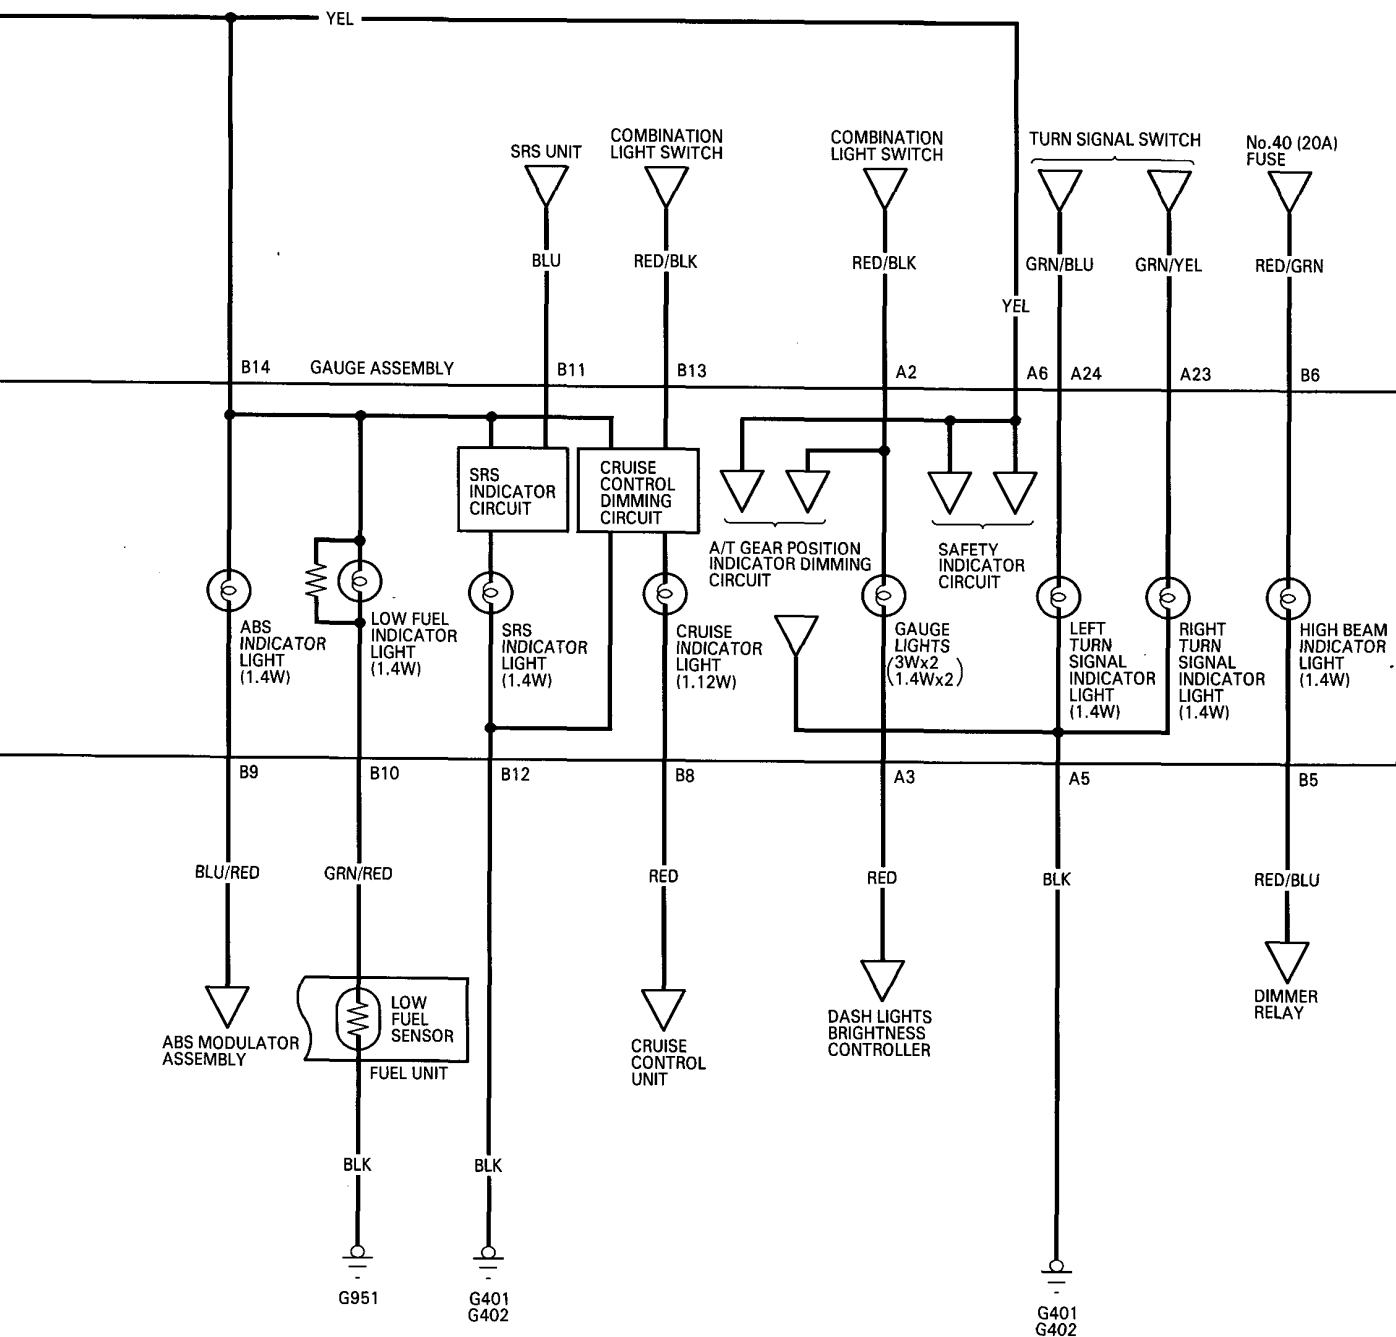 YEL
SRS UNIT
COMBINATION
LIGHT SWITCH
COMBINATION
LIGHT SWITCH
TURN SIGNAL SWITCH
No.40 (20A)
FUSE
BLU
RED/BLK
RED/BLK
GRN/BLU
GRN/YEL
RED/GRN
YEL
B14
GAUGE ASSEMBLY
B11
B13
A2
A6
A24
A23
B6
SRS
INDICATOR
CIRCUIT
CRUISE
CONTROL
DIMMING
CIRCUIT
A/T GEAR POSITION
INDICATOR DIMMING
CIRCUIT
SAFETY
INDICATOR
CIRCUIT
ABS
INDICATOR
LIGHT
(1.4W)
LOW FUEL
INDICATOR
LIGHT
(1.4W)
SRS
INDICATOR
LIGHT
(1.4W)
CRUISE
INDICATOR
LIGHT
(1.12W)
GAUGE
LIGHTS
(3Wx2
1.4Wx2)
LEFT
TURN
SIGNAL
INDICATOR
LIGHT
(1.4W)
RIGHT
TURN
SIGNAL
INDICATOR
LIGHT
(1.4W)
HIGH BEAM
INDICATOR
LIGHT
(1.4W)
B9
B10
B12
B8
A3
A5
B5
BLU/RED
GRN/RED
RED
RED
BLK
RED/BLU
LOW
FUEL
SENSOR
FUEL UNIT
ABS MODULATOR
ASSEMBLY
CRUISE
CONTROL
UNIT
DASH LIGHTS
BRIGHTNESS
CONTROLLER
DIMMER
RELAY
BLK
BLK
G951
G401
G402
G401
G402